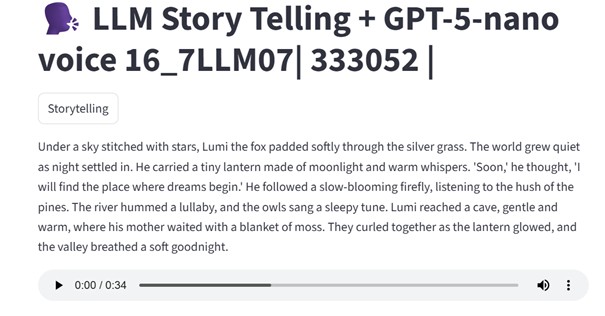 LLM Story Telling + GPT-5-nano
voice 16_7LLM07| 333052 |
Storytelling
Under a sky stitched with stars, Lumi the fox padded softly through the silver grass. The world grew quiet
as night settled in. He carried a tiny lantern made of moonlight and warm whispers. 'Soon,' he thought, 'I
will find the place where dreams begin.' He followed a slow-blooming firefly, listening to the hush of the
pines. The river hummed a lullaby, and the owls sang a sleepy tune. Lumi reached a cave, gentle and
warm, where his mother waited with a blanket of moss. They curled together as the lantern glowed, and
the valley breathed a soft goodnight.
0:00 / 0:34